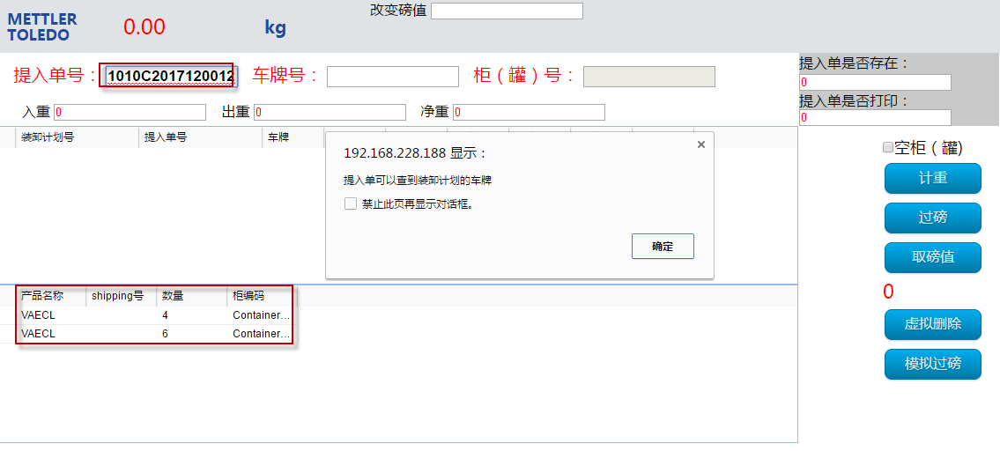 METTLER
TOLEDO
0.00
kg
改变磅值
提入单号：
1010C2017120012
车牌号：
柜（罐）号：
提入单是否存在：
0
提入单是否打印：
0
入重 0
出重 0
净重 0
装卸计划号 提入单号 车牌
192.168.228.188 显示：
提入单可以查到装卸计划的车牌
禁止此页再显示对话框。
确定
空柜（罐)
计重
过磅
取磅值
0
虚拟删除
模拟过磅
产品名称 shipping号 数量 柜编码
VAECL 4 Container...
VAECL 6 Container...